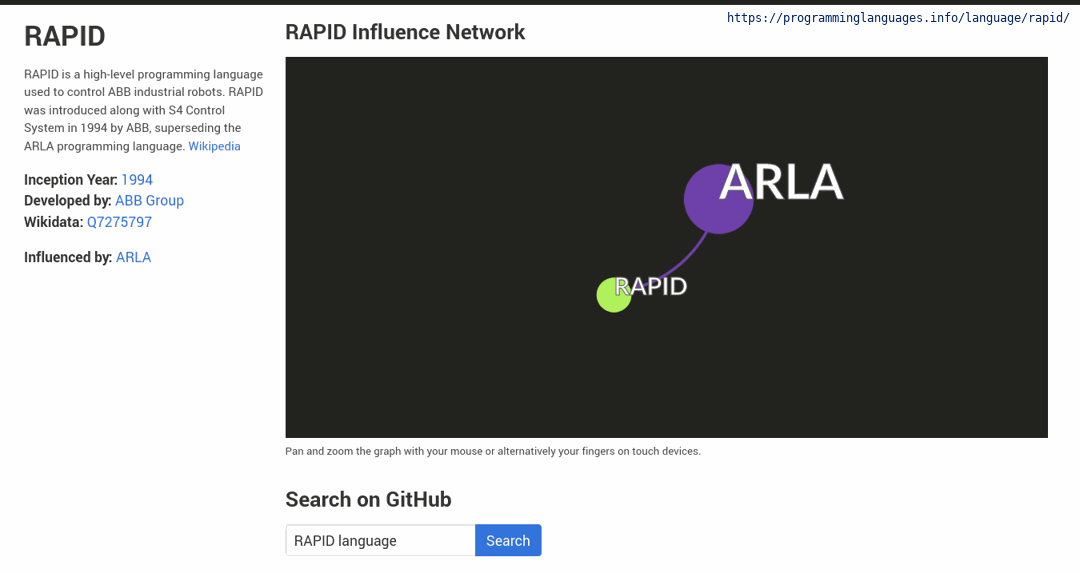 https://programminglanguages.info/language/rapid/
RAPID
RAPID is a high-level programming language
used to control ABB industrial robots. RAPID
was introduced along with S4 Control
System in 1994 by ABB, superseding the
ARLA programming language. Wikipedia
Inception Year: 1994
Developed by: ABB Group
Wikidata: Q7275797
Influenced by: ARLA
RAPID Influence Network
ARLA
RAPID
Pan and zoom the graph with your mouse or alternatively your fingers on touch devices.
Search on GitHub
RAPID language
Search